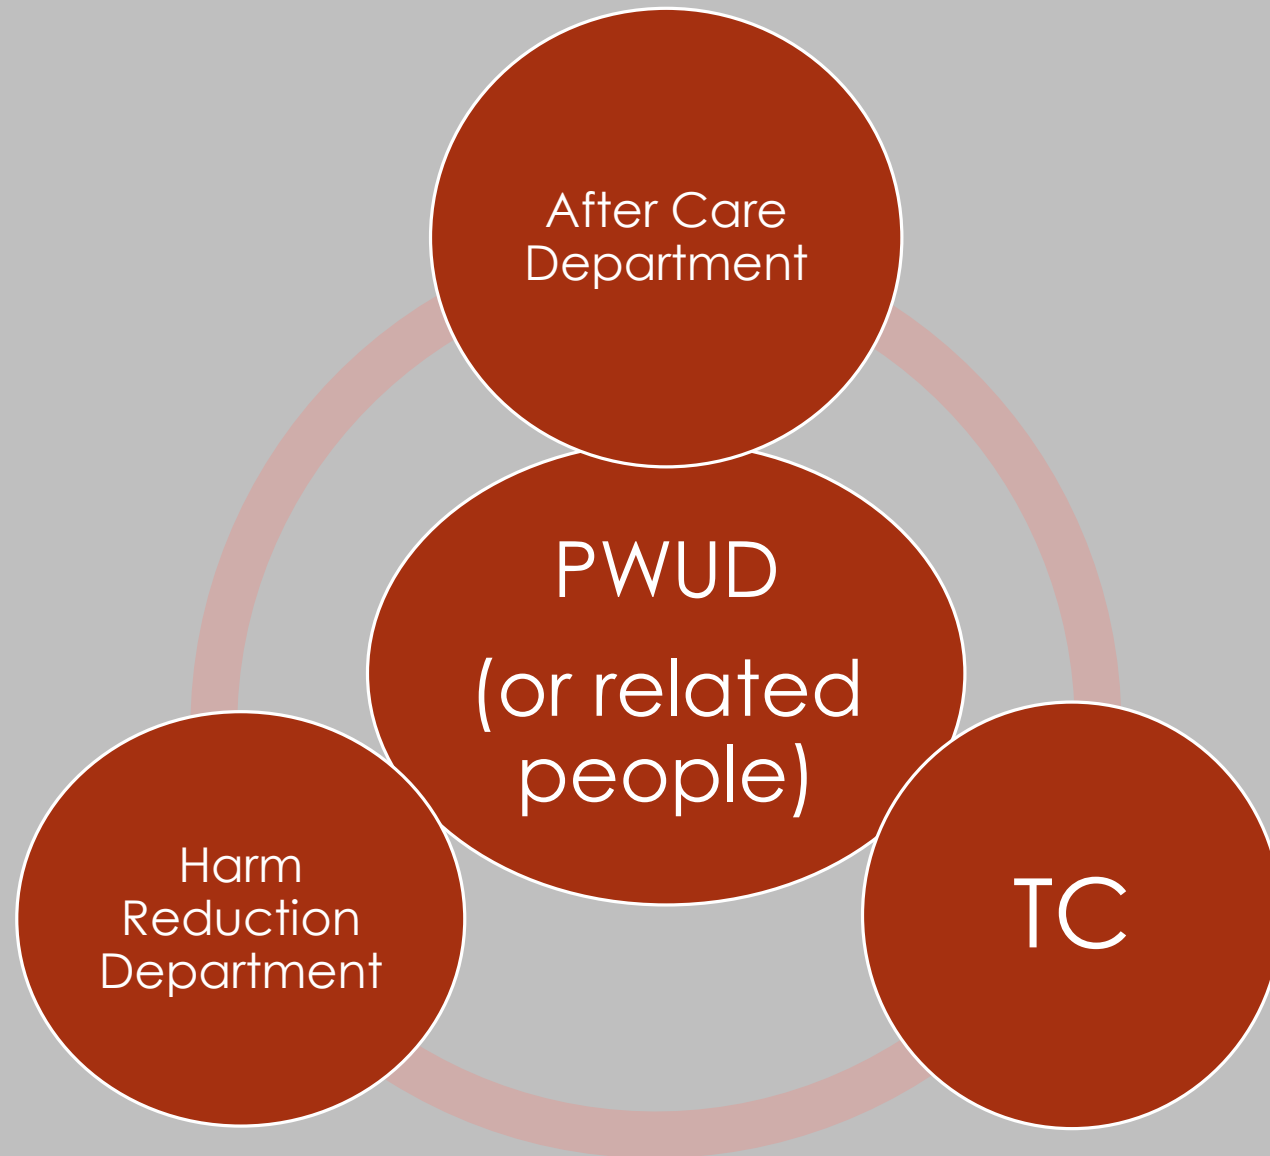 After Care
Department
PWUD
(or related
people)
Harm
Reduction
Department
TC